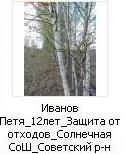 Иванов
Петя_12лет_Защита от
отходов_Солнечная
СоШ_Советский р-н